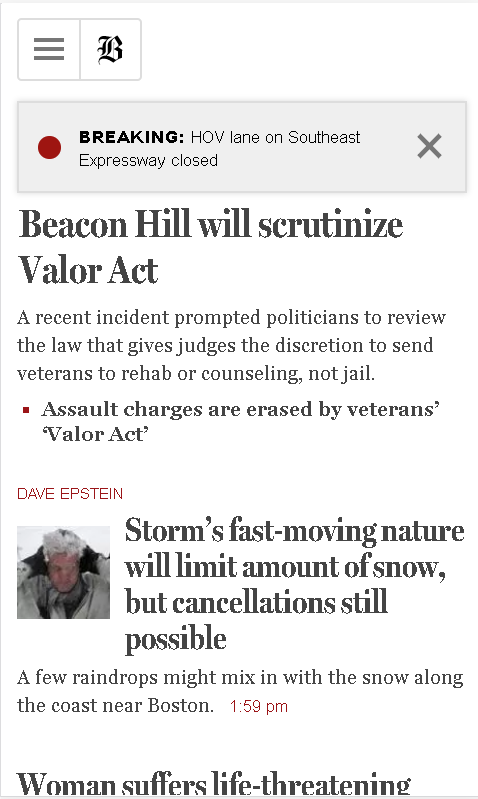 B
BREAKING: HOV lane on Southeast
Expressway closed
Beacon Hill will scrutinize
Valor Act
A recent incident prompted politicians to review
the law that gives judges the discretion to send
veterans to rehab or counseling, not jail.
Assault charges are erased by veterans’
‘Valor Act’
DAVE EPSTEIN
Storm’s fast-moving nature
will limit amount of snow,
but cancellations still
possible
A few raindrops might mix in with the snow along
the coast near Boston. 1:59 pm
Woman suffers life-threatening